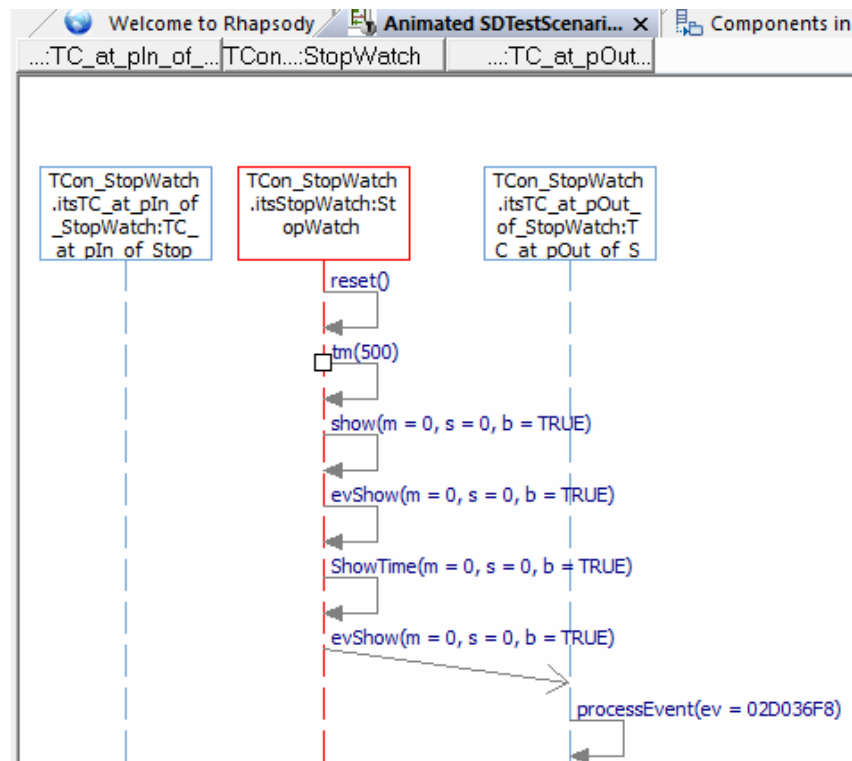 Welcome to Rhapsody
Animated SDTestScenari...
Components in
...:TC_at_pIn_of_...
TCon...:StopWatch
...:TC_at_pOut...
TCon_StopWatch
.itsTC_at_pIn_of
_StopWatch:TC_
at_pIn_of_Stop
TCon_StopWatch
.itsStopWatch:St
opWatch
TCon_StopWatch
.itsTC_at_pOut_
of_StopWatch:T
C_at_pOut_of_S
reset()
tm(500)
show(m = 0, s = 0, b = TRUE)
evShow(m = 0, s = 0, b = TRUE)
ShowTime(m = 0, s = 0, b = TRUE)
evShow(m = 0, s = 0, b = TRUE)
processEvent(ev = 02D036F8)